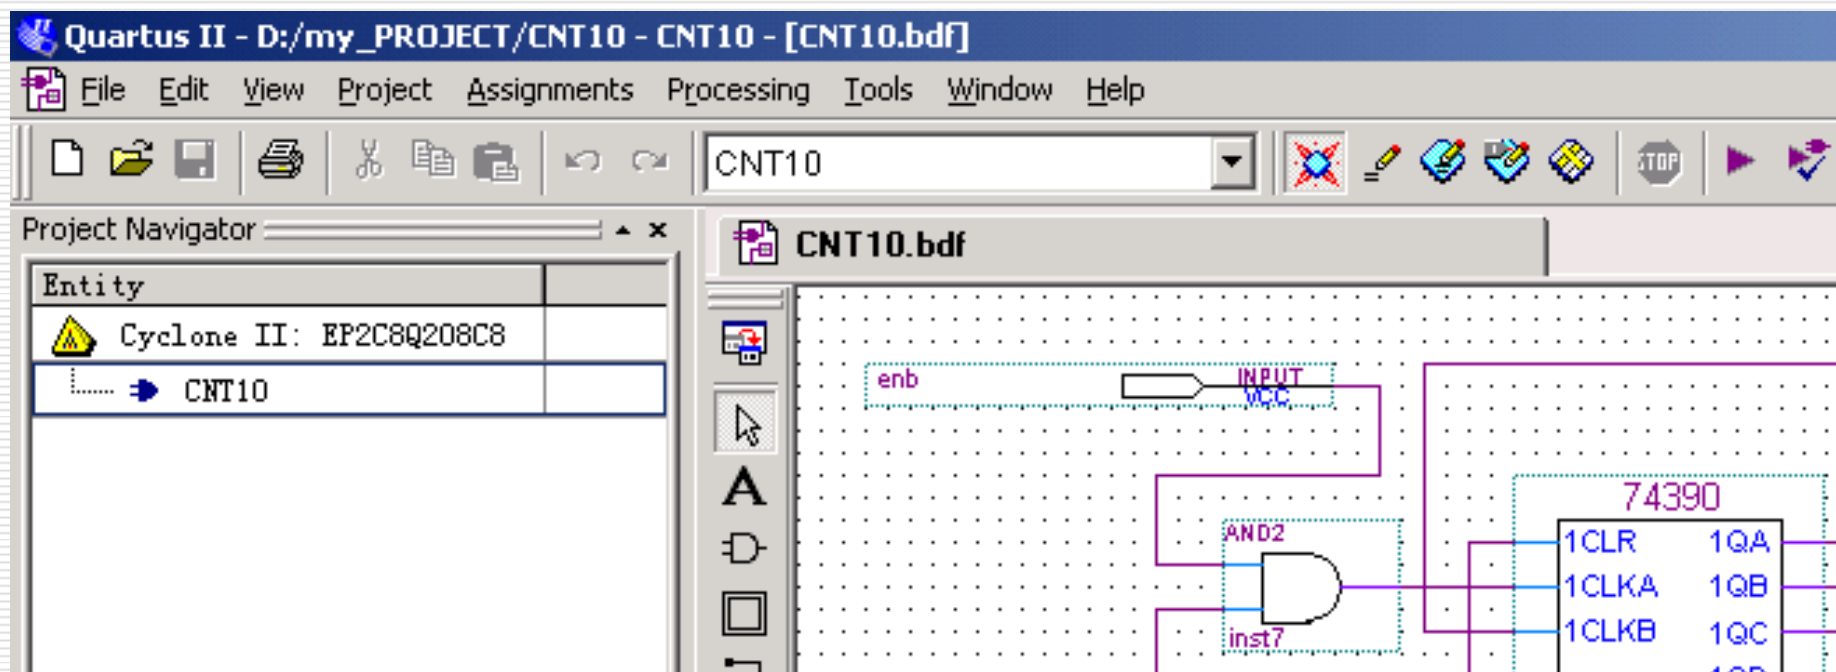 Quartus II - D:/my_PROJECT/CNT10 - CNT10 - [CNT10.bdf]
File Edit View Project Assignments Processing Tools Window Help
CNT10
STOP
Project Navigator
CNT10.bdf
Entity
Cyclone II: EP2C8Q208C8
CNT10
enb
INPUT
VCC
74390
AND2
1CLR 1QA
1CLKA 1QB
1CLKB 1QC
inst7